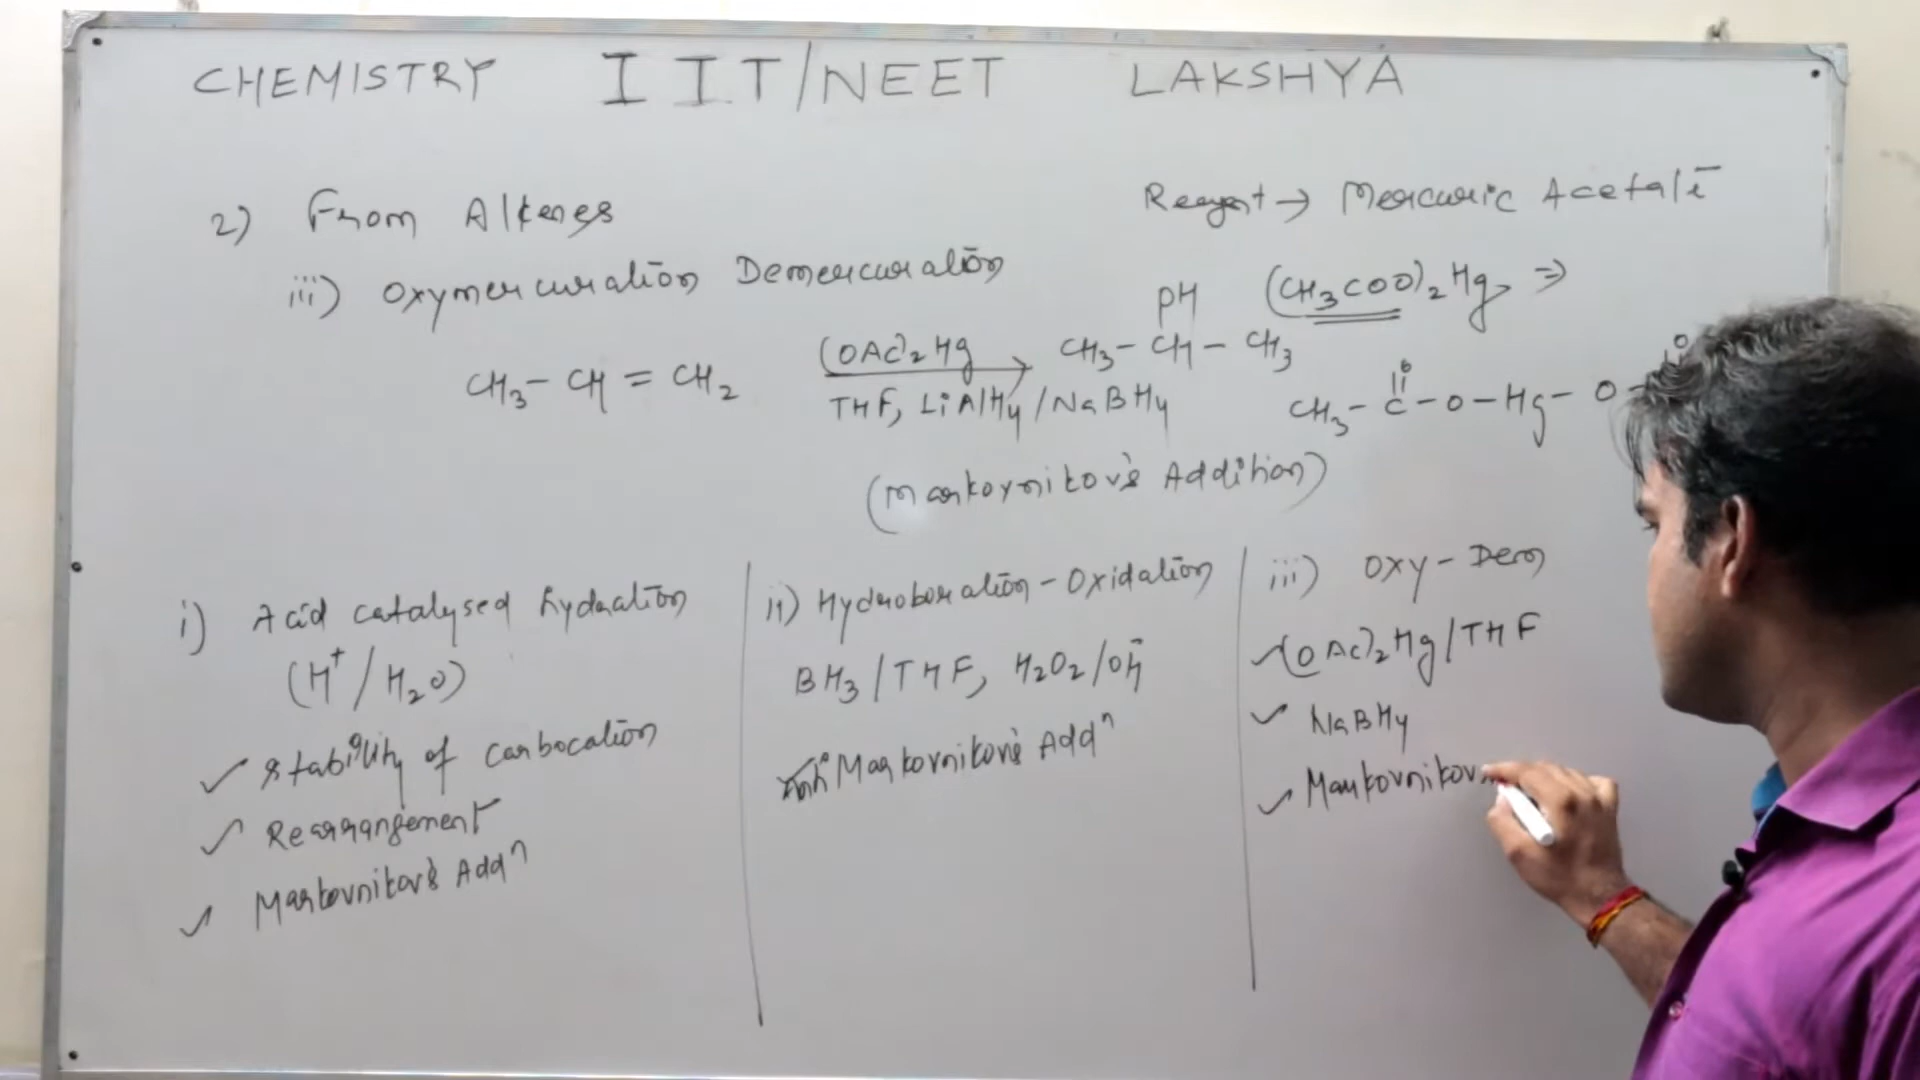 CHEMISTRY IIT/NEET LAKSHYA
2) From Alkenes
Reagent → Mercuric Acetate
iii) Oxymercuration Demercuration
(CH3COO)2Hg ⇒
OH
CH3 - CH = CH2
(OAc)2Hg
THF, LiAlH4/NaBH4
CH3 - CH - CH3
O
O
CH3 - C - O - Hg - O -
(Markovnikov's Addition)
i) Acid catalysed hydration
(H+/H2O)
✓ Stability of carbocation
✓ Rearrangement
✓ Markovnikov's Addn
ii) Hydroboration - Oxidation
BH3/THF, H2O2/OH-
Anti Markovnikov's Addn
iii) Oxy - Dem
✓ (OAc)2Hg/THF
✓ NaBH4
✓ Markovnikov